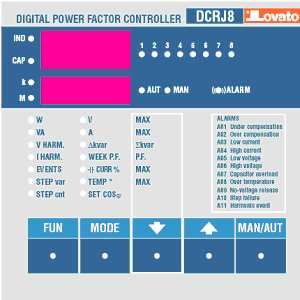 DIGITAL POWER FACTOR CONTROLLER DCRJ8 Lovato
IND
1 2 3 4 5 6 7 8
CAP
k
AUT MAN ALARM
M
W V MAX
VA A MAX
V HARM. Δkvar Σkvar
I HARM. WEEK P.F. P.F.
EVENTS CURR % MAX
STEP var TEMP ° MAX
STEP cnt SET COSφ
ALARMS
A01 Under compensation
A02 Over compensation
A03 Low current
A04 High current
A05 Low voltage
A06 High voltage
A07 Capacitor overload
A08 Over temperature
A09 No-voltage release
A10 Step failure
A11 Harmonic event
FUN MODE MAN/AUT